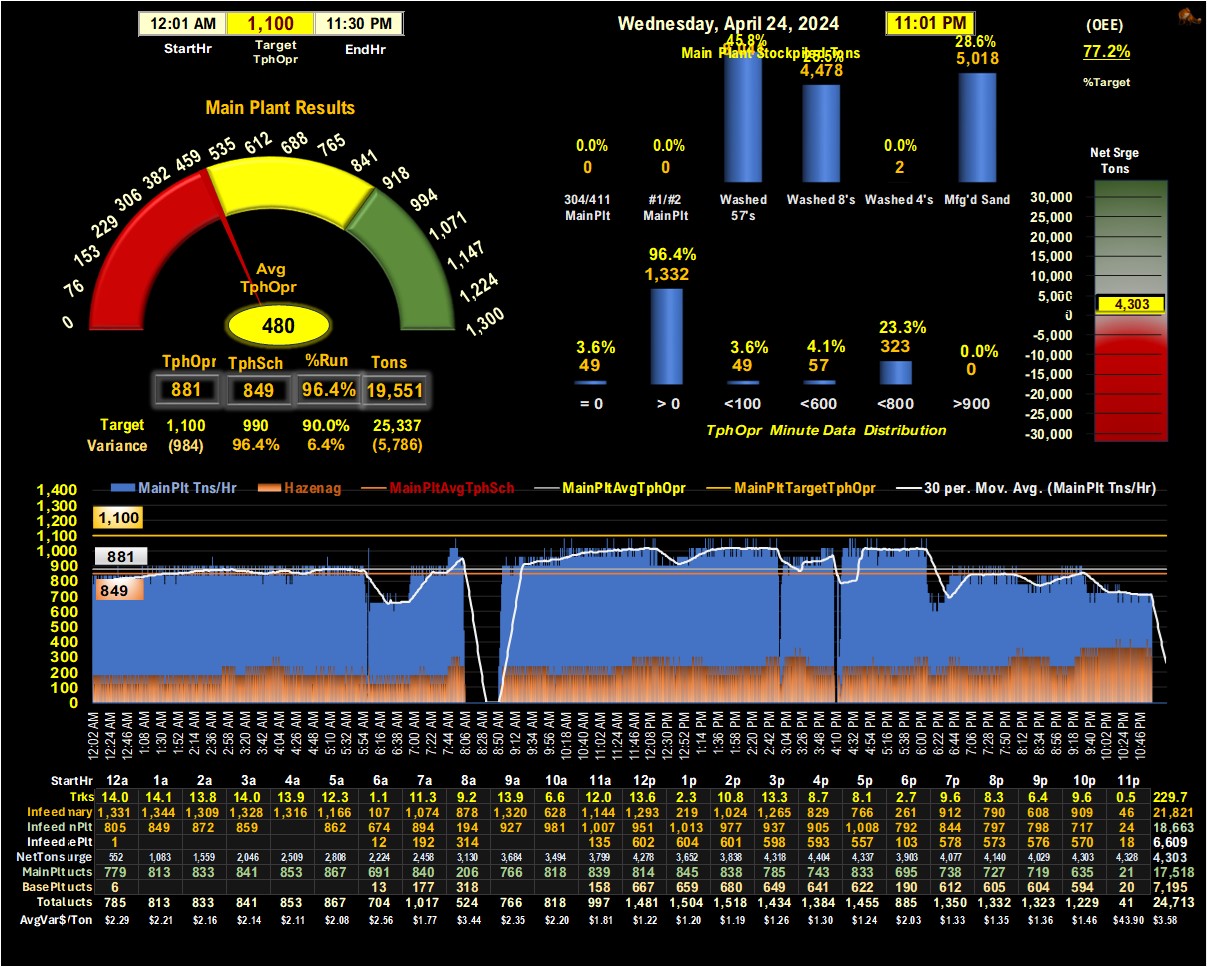 12:01 AM 1,100 11:30 PM
StartHr Target TphOpr EndHr
Wednesday, April 24, 2024
11:01 PM
(OEE)
77.2%
%Target
Main Plant Stockpiled Tons
45.8% 28.6%
4,478 5,018
0.0% 0.0% 0.0%
0 0 2
304/411 MainPlt #1/#2 MainPlt Washed 57's Washed 8's Washed 4's Mfg'd Sand
Main Plant Results
0 76 153 229 306 382 459 535 612 688 765 841 918 994 1,071 1,147 1,224 1,300
Avg
TphOpr
480
TphOpr TphSch %Run Tons
881 849 96.4% 19,551
Target 1,100 990 90.0% 25,337
Variance (984) 96.4% 6.4% (5,786)
3.6% 96.4% 3.6% 4.1% 23.3% 0.0%
49 1,332 49 57 323 0
= 0 > 0 <100 <600 <800 >900
TphOpr Minute Data Distribution
Net Srge
Tons
30,000
25,000
20,000
15,000
10,000
5,000
4,303
0
-5,000
-10,000
-15,000
-20,000
-25,000
-30,000
MainPlt Tns/Hr Hazenag MainPltAvgTphSch MainPltAvgTphOpr MainPltTargetTphOpr 30 per. Mov. Avg. (MainPlt Tns/Hr)
1,400
1,300
1,200
1,100
1,000
900
800
700
600
500
400
300
200
100
0
1,100
881
849
12:02 AM 12:24 AM 12:46 AM 1:08 AM 1:30 AM 1:52 AM 2:14 AM 2:36 AM 2:58 AM 3:20 AM 3:42 AM 4:04 AM 4:26 AM 4:48 AM 5:10 AM 5:32 AM 5:54 AM 6:16 AM 6:38 AM 7:00 AM 7:22 AM 7:44 AM 8:06 AM 8:28 AM 8:50 AM 9:12 AM 9:34 AM 9:56 AM 10:18 AM 10:40 AM 11:02 AM 11:24 AM 11:46 AM 12:08 PM 12:30 PM 12:52 PM 1:14 PM 1:36 PM 1:58 PM 2:20 PM 2:42 PM 3:04 PM 3:26 PM 3:48 PM 4:10 PM 4:32 PM 4:54 PM 5:16 PM 5:38 PM 6:00 PM 6:22 PM 6:44 PM 7:06 PM 7:28 PM 7:50 PM 8:12 PM 8:34 PM 8:56 PM 9:18 PM 9:40 PM 10:02 PM 10:24 PM 10:46 PM
StartHr 12a 1a 2a 3a 4a 5a 6a 7a 8a 9a 10a 11a 12p 1p 2p 3p 4p 5p 6p 7p 8p 9p 10p 11p
Trks 14.0 14.1 13.8 14.0 13.9 12.3 1.1 11.3 9.2 13.9 6.6 12.0 13.6 2.3 10.8 13.3 8.7 8.1 2.7 9.6 8.3 6.4 9.6 0.5 229.7
Infeed mary 1,331 1,344 1,309 1,328 1,316 1,166 107 1,074 878 1,320 628 1,144 1,293 219 1,024 1,265 829 766 261 912 790 608 909 46 21,821
Infeed nPlt 805 849 872 859 862 674 894 194 927 981 1,007 951 1,013 977 937 905 1,008 792 844 797 798 717 24 18,663
Infeed ePlt 1 12 192 314 135 602 604 601 598 593 557 103 578 573 576 570 18 6,609
NetTonsurge 552 1,083 1,559 2,046 2,509 2,808 2,224 2,458 3,130 3,684 3,494 3,799 4,278 3,652 3,838 4,318 4,404 4,337 3,903 4,077 4,140 4,029 4,303 4,328 4,303
MainPlt ucts 779 813 833 841 853 867 691 840 206 766 818 839 814 845 838 785 743 833 695 738 727 719 635 21 17,518
BasePlt ucts 6 13 177 318 158 667 659 680 649 641 622 190 612 605 604 594 20 7,195
Total ucts 785 813 833 841 853 867 704 1,017 524 766 818 997 1,481 1,504 1,518 1,434 1,384 1,455 885 1,350 1,332 1,323 1,229 41 24,713
AvgVar$/Ton $2.29 $2.21 $2.16 $2.14 $2.11 $2.08 $2.56 $1.77 $3.44 $2.35 $2.20 $1.81 $1.22 $1.20 $1.19 $1.26 $1.30 $1.24 $2.03 $1.33 $1.35 $1.36 $1.46 $43.90 $3.58